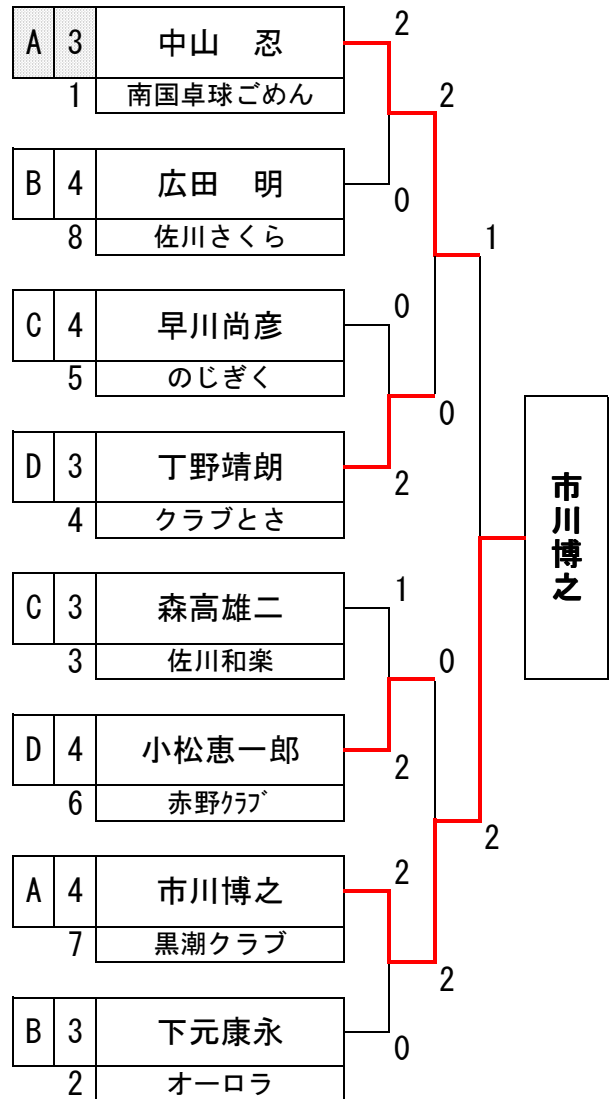 2
A 3 中山　忍
1 南国卓球ごめん
2
B 4 広田　明
0
8 佐川さくら
1
0
C 4 早川尚彦
5 のじぎく
0
D 3 丁野靖朗
2
4 クラブとさ
市川博之
1
C 3 森高雄二
3 佐川和楽
0
D 4 小松恵一郎
2
6 赤野ｸﾗﾌﾞ
2
2
A 4 市川博之
7 黒潮クラブ
2
B 3 下元康永
0
2 オーロラ